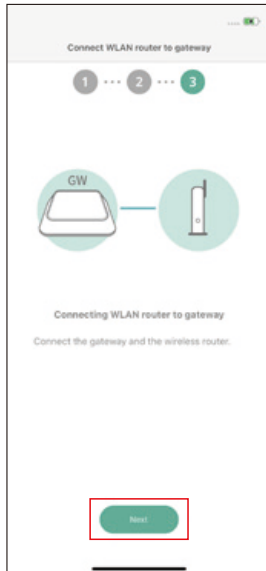 Connect WLAN router to gateway
1 ... 2 ... 3
GW
Connecting WLAN router to gateway
Connect the gateway and the wireless router.
Next